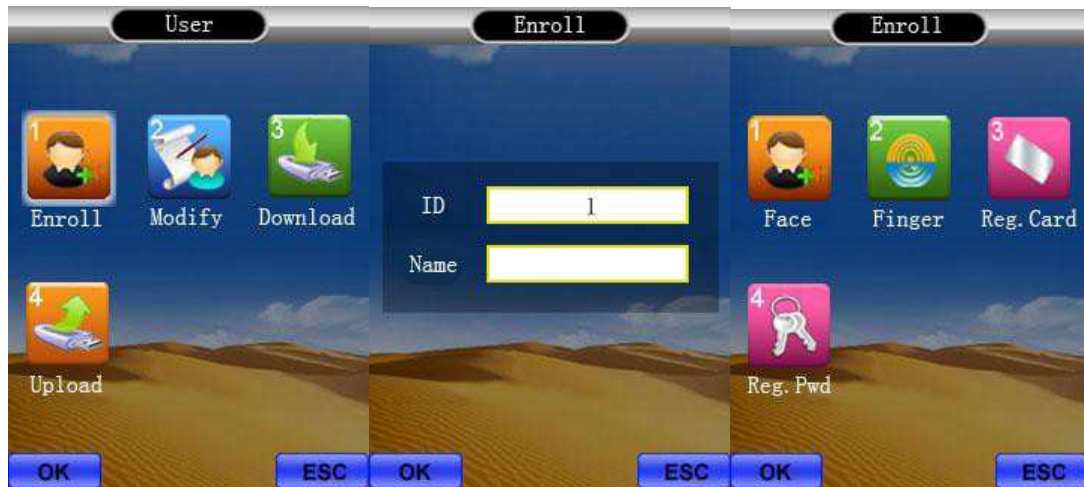 User
1
2
3
Enroll
Modify
Download
4
Upload
OK
ESC
Enroll
ID
1
Name
OK
ESC
Enroll
1
2
3
Face
Finger
Reg.Card
4
Reg.Pwd
OK
ESC